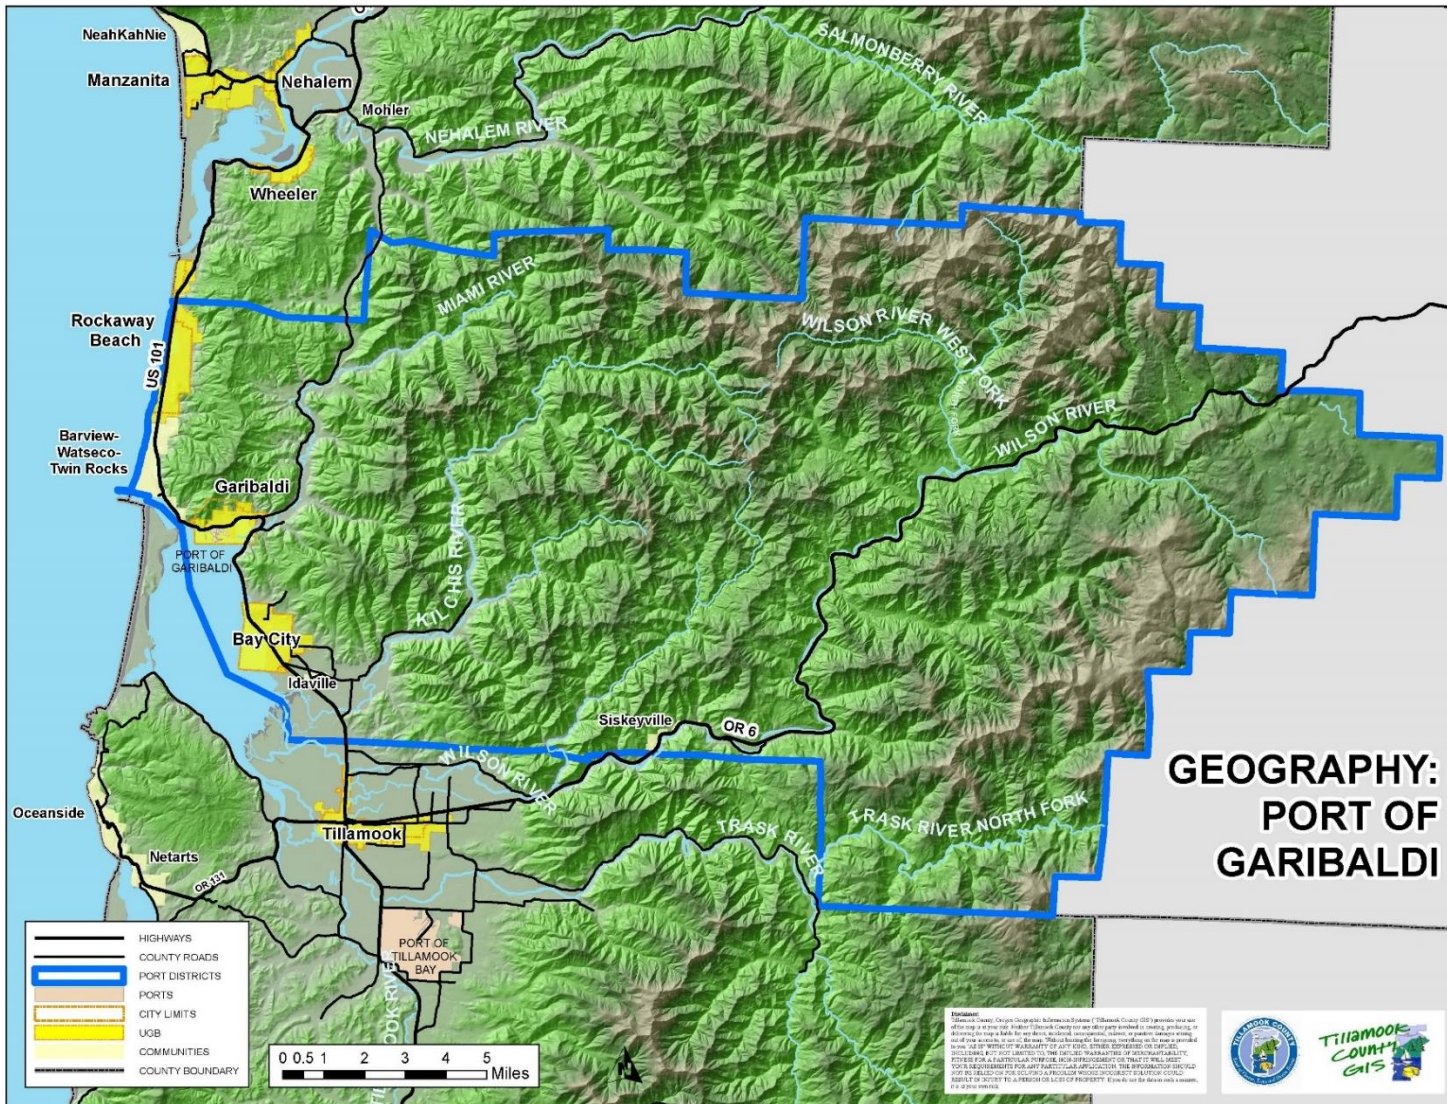 NeahKahNie
Manzanita
Nehalem
Mohler
SALMONBERRY RIVER
NEHALEM RIVER
Wheeler
MIAMI RIVER
Rockaway
Beach
US 101
WILSON RIVER WEST FORK
WILSON RIVER
Barview-
Watseco-
Twin Rocks
Garibaldi
PORT OF
GARIBALDI
KILCHIS RIVER
Bay City
Idaville
Siskeyville
OR 6
WILSON RIVER
GEOGRAPHY:
PORT OF
GARIBALDI
Oceanside
Tillamook
TRASK RIVER
TRASK RIVER NORTH FORK
Netarts
OR 131
PORT OF
TILLAMOOK
BAY
HIGHWAYS
COUNTY ROADS
PORT DISTRICTS
PORTS
CITY LIMITS
UGB
COMMUNITIES
COUNTY BOUNDARY
0 0.5 1 2 3 4 5
Miles
Disclaimer
TILLAMOOK COUNTY
Tillamook
County
GIS